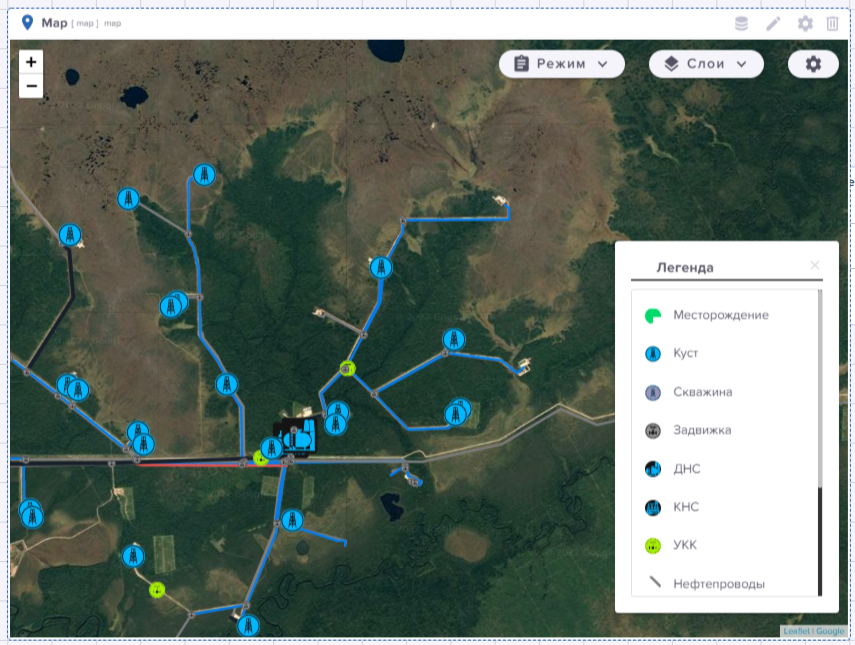 Map [ map ] map
+
−
Режим
Слои
Легенда
Месторождение
Куст
Скважина
Задвижка
ДНС
КНС
УКК
Нефтепроводы
Leaflet | Google